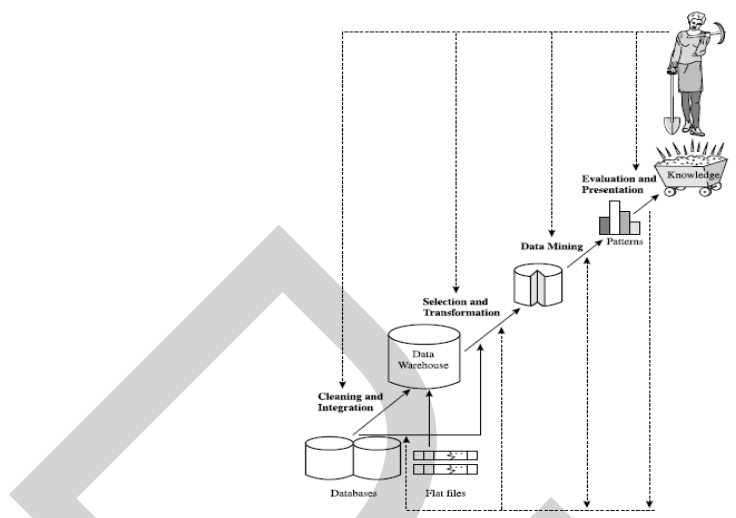 Evaluation and
Presentation
Knowledge
Patterns
Data Mining
Selection and
Transformation
Data
Warehouse
Cleaning and
Integration
Databases
Flat files